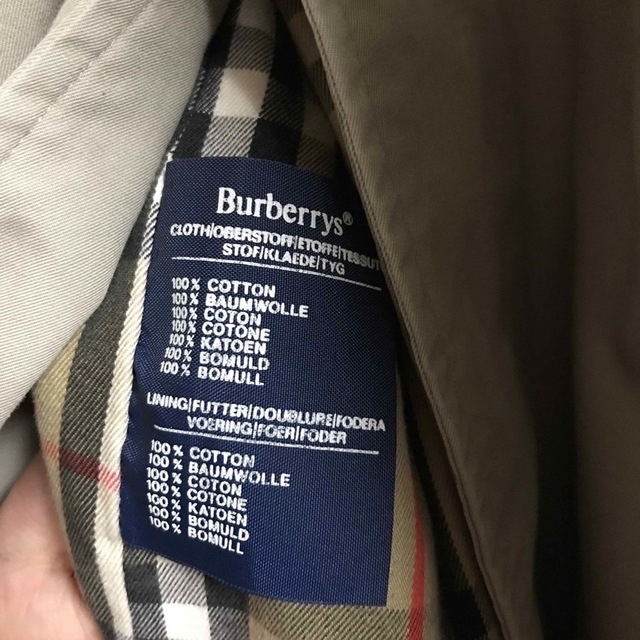 Burberrys®
CLOTH/OBERSTOFF/ETOFFE/TESSUT
STOF/KLAEDE/TYG
100% COTTON
100% BAUMWOLLE
100% COTON
100% COTONE
100% KATOEN
100% BOMULD
100% BOMULL
LINING/FUTTER/DOUBLURE/FODERA
VOERING/FOER/FODER
100% COTTON
100% BAUMWOLLE
100% COTON
100% COTONE
100% KATOEN
100% BOMULD
100% BOMULL